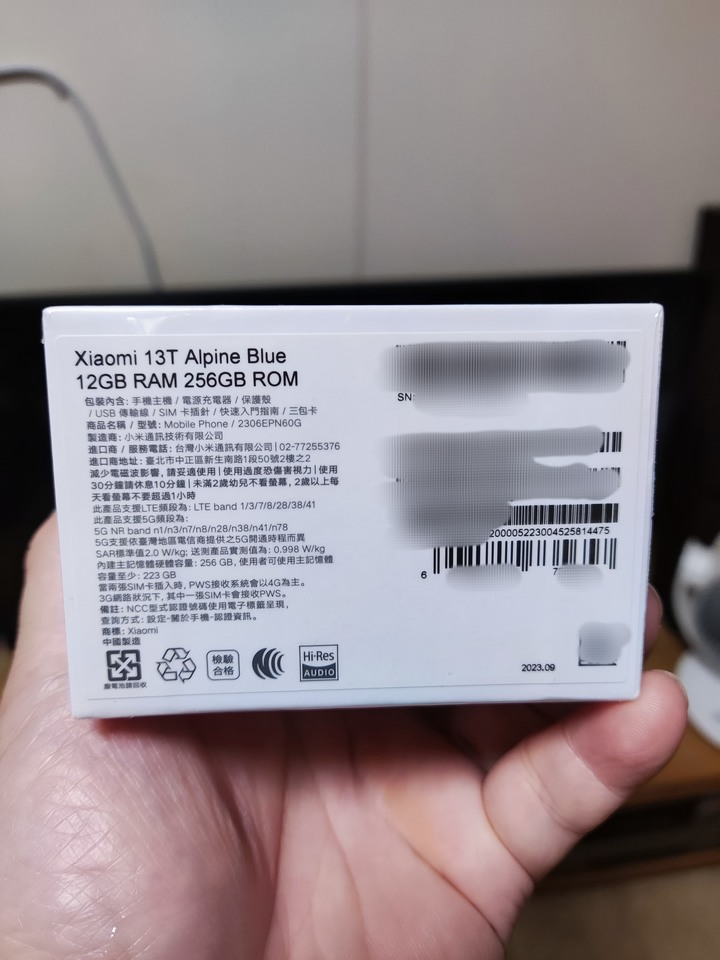 Xiaomi 13T Alpine Blue
12GB RAM 256GB ROM
包裝內含: 手機主機 / 電源充電器 / 保護殼
/ USB 傳輸線 / SIM 卡插針 / 快速入門指南 / 三包卡
商品名稱 / 型號: Mobile Phone / 2306EPN60G
製造商: 小米通訊技術有限公司
進口商 / 服務電話: 台灣小米通訊有限公司 | 02-77255376
進口商地址: 臺北市中正區新生南路1段50號2樓之2
減少電磁波影響, 請妥適使用 | 使用過度恐傷害視力 | 使用
30分鐘請休息10分鐘 | 未滿2歲幼兒不看螢幕, 2歲以上每
天看螢幕不要超過1小時
此產品支援LTE頻段為: LTE band 1/3/7/8/28/38/41
此產品支援5G頻段為:
5G NR band n1/n3/n7/n8/n28/n38/n41/n78
5G支援依臺灣地區電信商提供之5G開通時程而異
SAR標準值2.0 W/kg; 送測產品實測值為: 0.998 W/kg
內建主記憶體硬體容量: 256 GB, 使用者可使用主記憶體
容量至少: 223 GB
當兩張SIM卡插入時, PWS接收系統會以4G為主。
3G網路狀況下, 其中一張SIM卡會接收PWS。
備註: NCC型式認證號碼使用電子標籤呈現,
查詢方式: 設定-關於手機-認證資訊。
商標: Xiaomi
中國製造
廢電池請回收
檢驗
合格
Hi-Res
AUDIO
SN:
200005223004525814475
6
7
2023.09